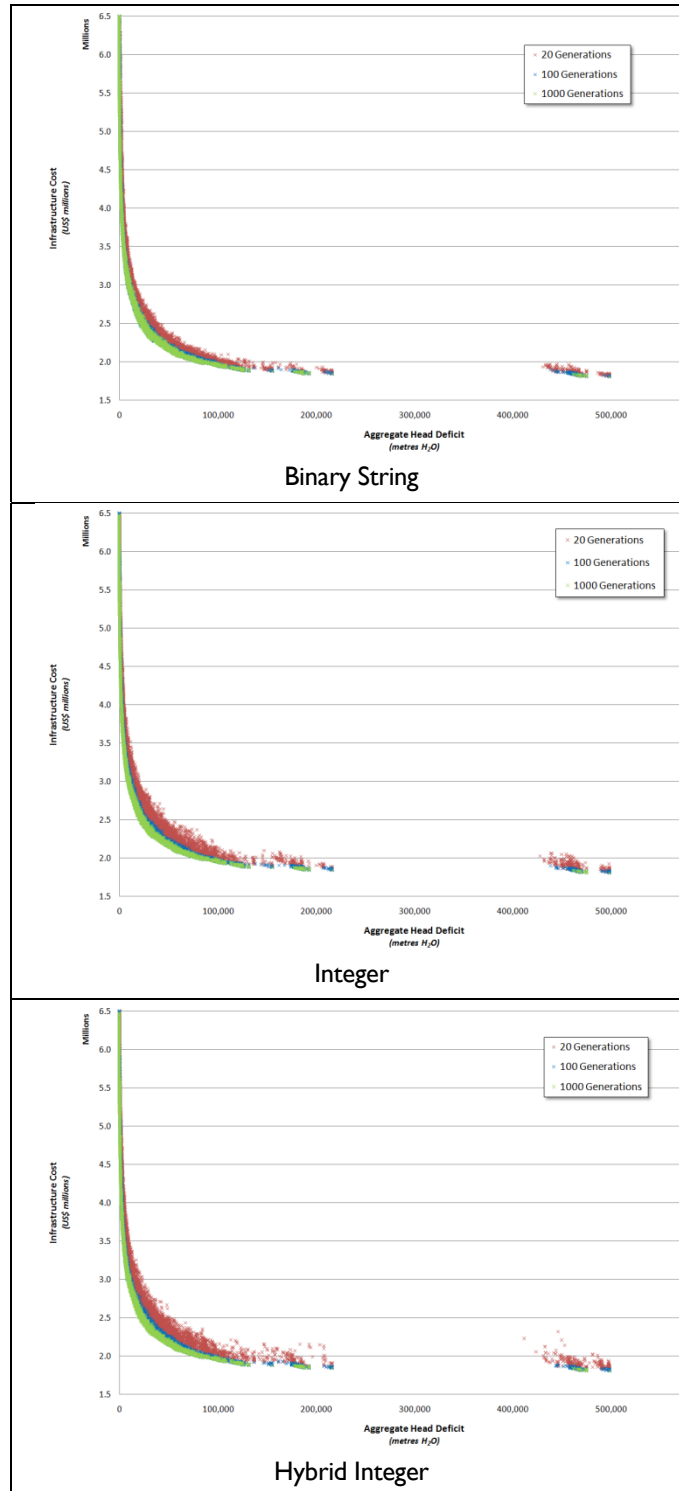 Millions
6.5
6.0
5.5
5.0
4.5
4.0
3.5
3.0
2.5
2.0
1.5
Infrastructure Cost
(US$ millions)
× 20 Generations
× 100 Generations
× 1000 Generations
0
100,000
200,000
300,000
400,000
500,000
Aggregate Head Deficit
(metres H₂O)
Binary String
Millions
6.5
6.0
5.5
5.0
4.5
4.0
3.5
3.0
2.5
2.0
1.5
Infrastructure Cost
(US$ millions)
× 20 Generations
× 100 Generations
× 1000 Generations
0
100,000
200,000
300,000
400,000
500,000
Aggregate Head Deficit
(metres H₂O)
Integer
Millions
6.5
6.0
5.5
5.0
4.5
4.0
3.5
3.0
2.5
2.0
1.5
Infrastructure Cost
(US$ millions)
× 20 Generations
× 100 Generations
× 1000 Generations
0
100,000
200,000
300,000
400,000
500,000
Aggregate Head Deficit
(metres H₂O)
Hybrid Integer